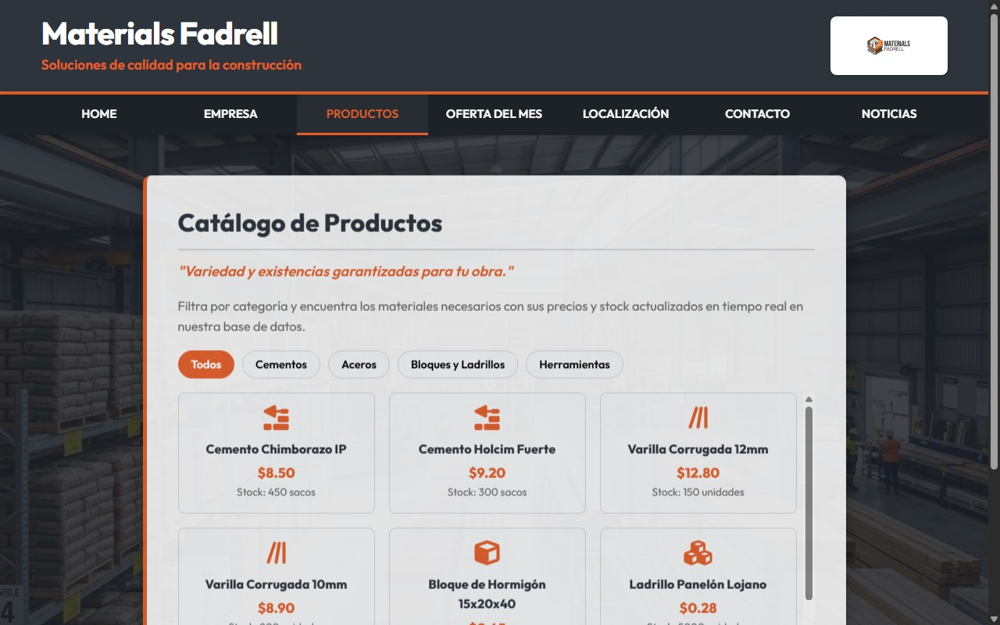 Materials Fadrell
Soluciones de calidad para la construcción
MATERIALS
FADRELL
HOME
EMPRESA
PRODUCTOS
OFERTA DEL MES
LOCALIZACIÓN
CONTACTO
NOTICIAS
Catálogo de Productos
"Variedad y existencias garantizadas para tu obra."
Filtra por categoría y encuentra los materiales necesarios con sus precios y stock actualizados en tiempo real en
nuestra base de datos.
Todos
Cementos
Aceros
Bloques y Ladrillos
Herramientas
Cemento Chimborazo IP
$8.50
Stock: 450 sacos
Cemento Holcim Fuerte
$9.20
Stock: 300 sacos
Varilla Corrugada 12mm
$12.80
Stock: 150 unidades
Varilla Corrugada 10mm
$8.90
Bloque de Hormigón
15x20x40
Ladrillo Panelón Lojano
$0.28
4